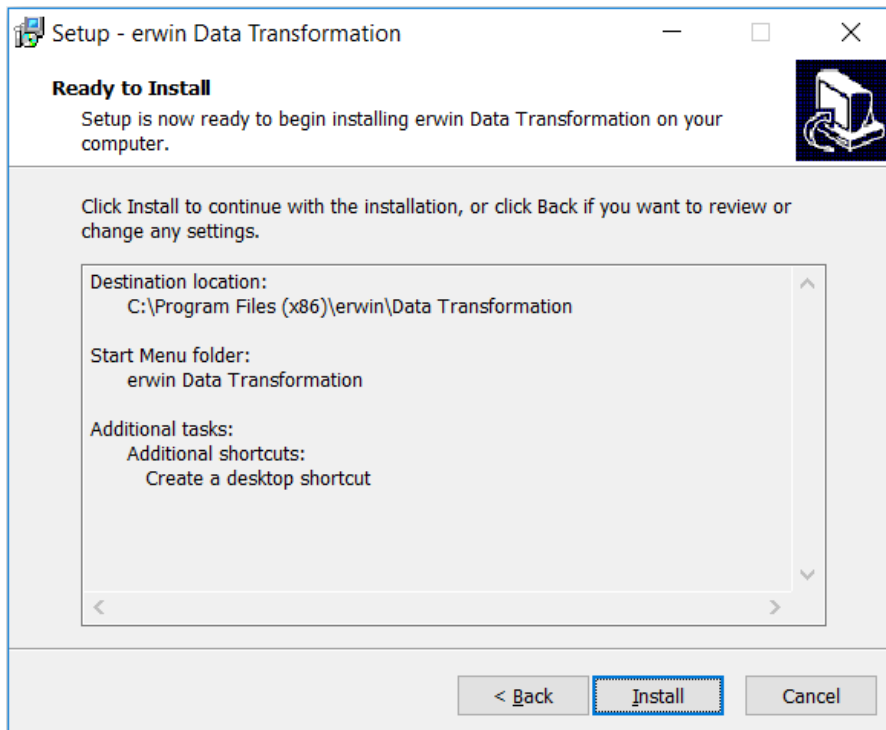 Setup - erwin Data Transformation
Ready to Install
Setup is now ready to begin installing erwin Data Transformation on your
computer.
Click Install to continue with the installation, or click Back if you want to review or
change any settings.
Destination location:
C:\Program Files (x86)\erwin\Data Transformation
Start Menu folder:
erwin Data Transformation
Additional tasks:
Additional shortcuts:
Create a desktop shortcut
< Back Install Cancel